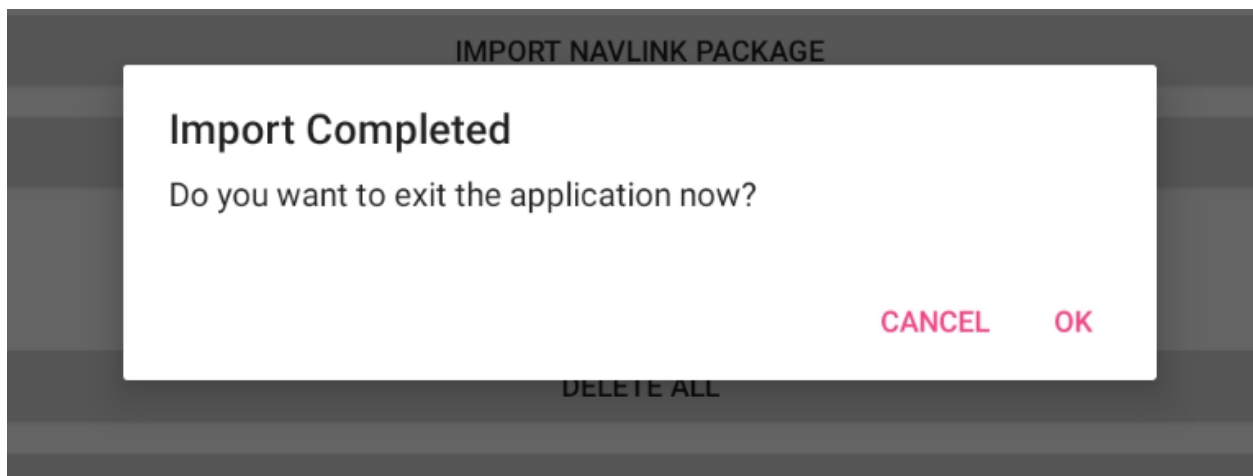 IMPORT NAVLINK PACKAGE
Import Completed
Do you want to exit the application now?
CANCEL OK
DELETE ALL